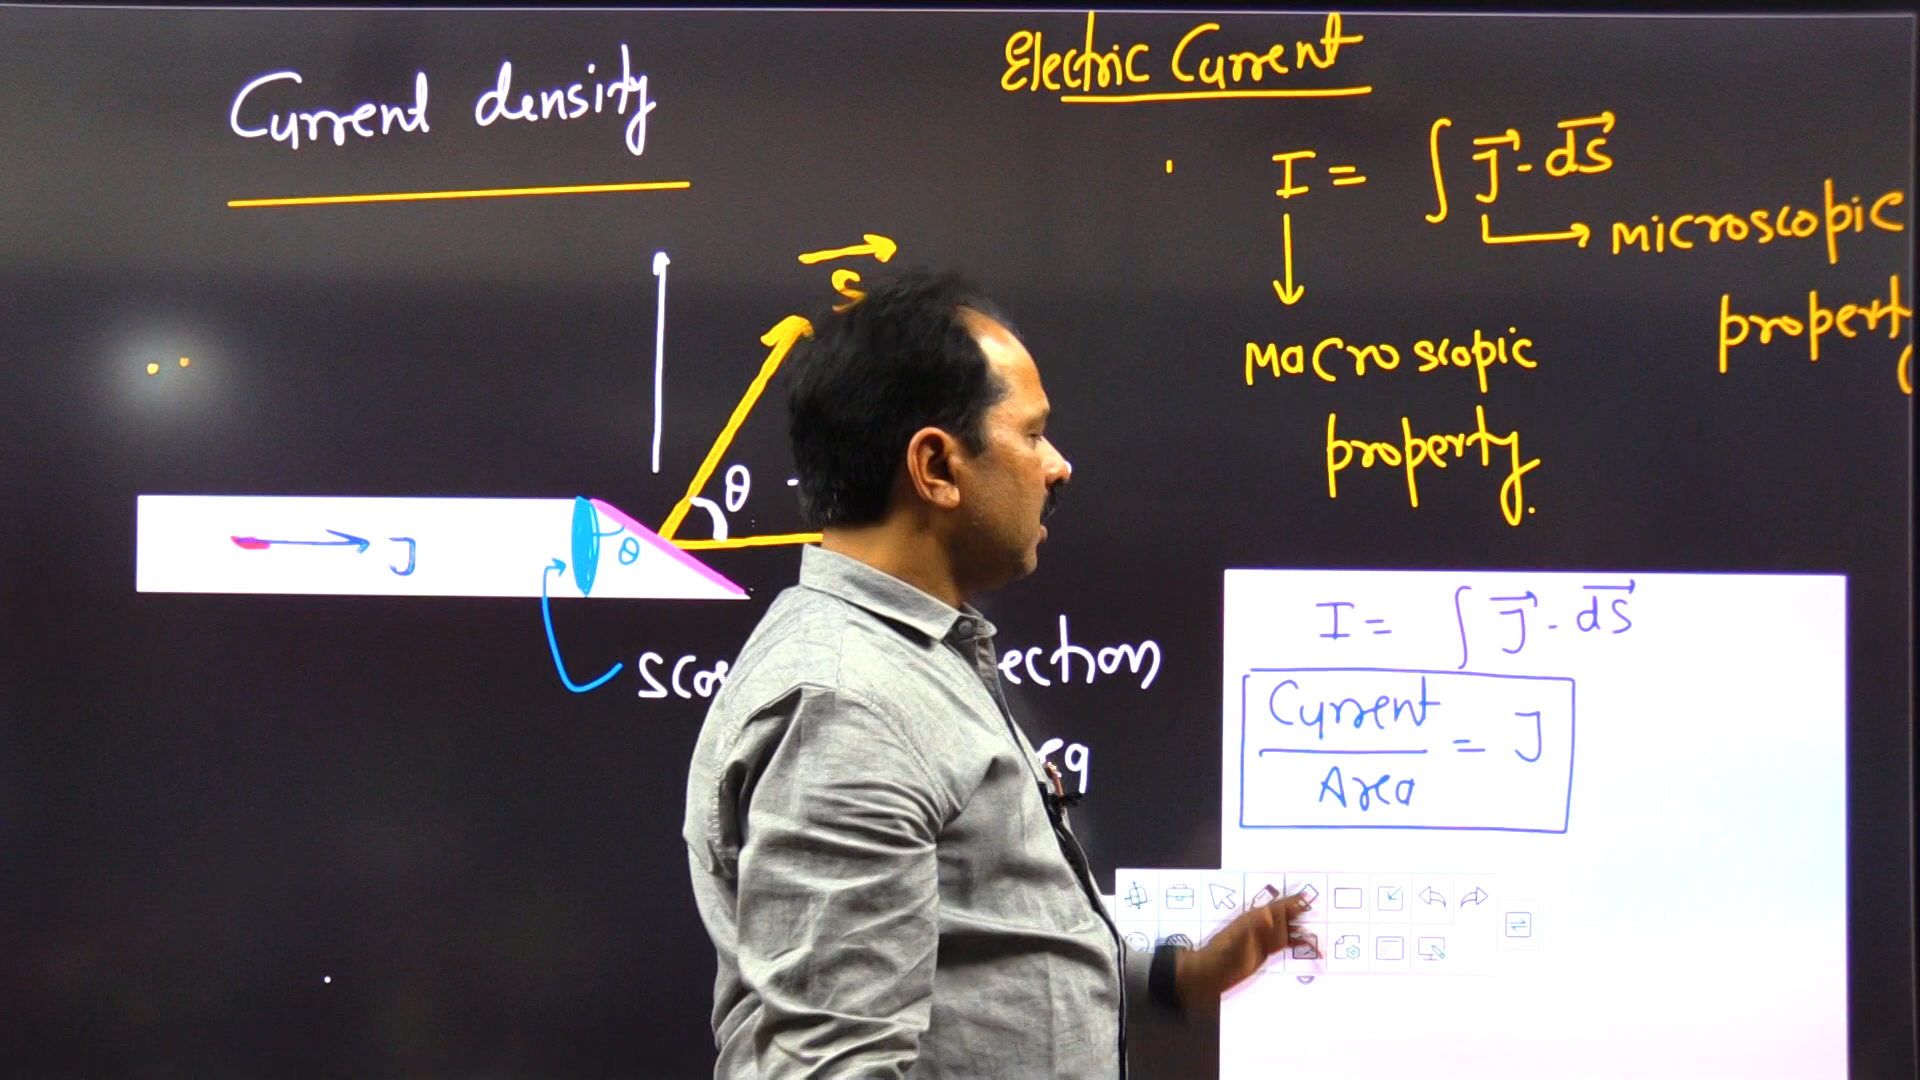 Current density
Electric Current
I = ∫ J⃗ · dS⃗
microscopic
property
Macroscopic
property.
S⃗
θ
J
θ
ection
I = ∫ J⃗ · dS⃗
Current
Area
= J